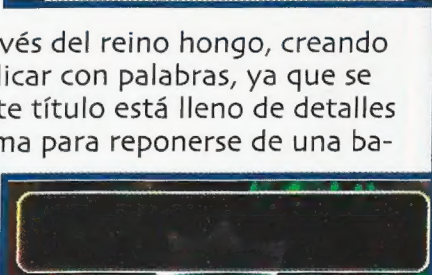 vés del reino hongo, creando
licar con palabras, ya que se
te título está lleno de detalles
ma para reponerse de una ba-